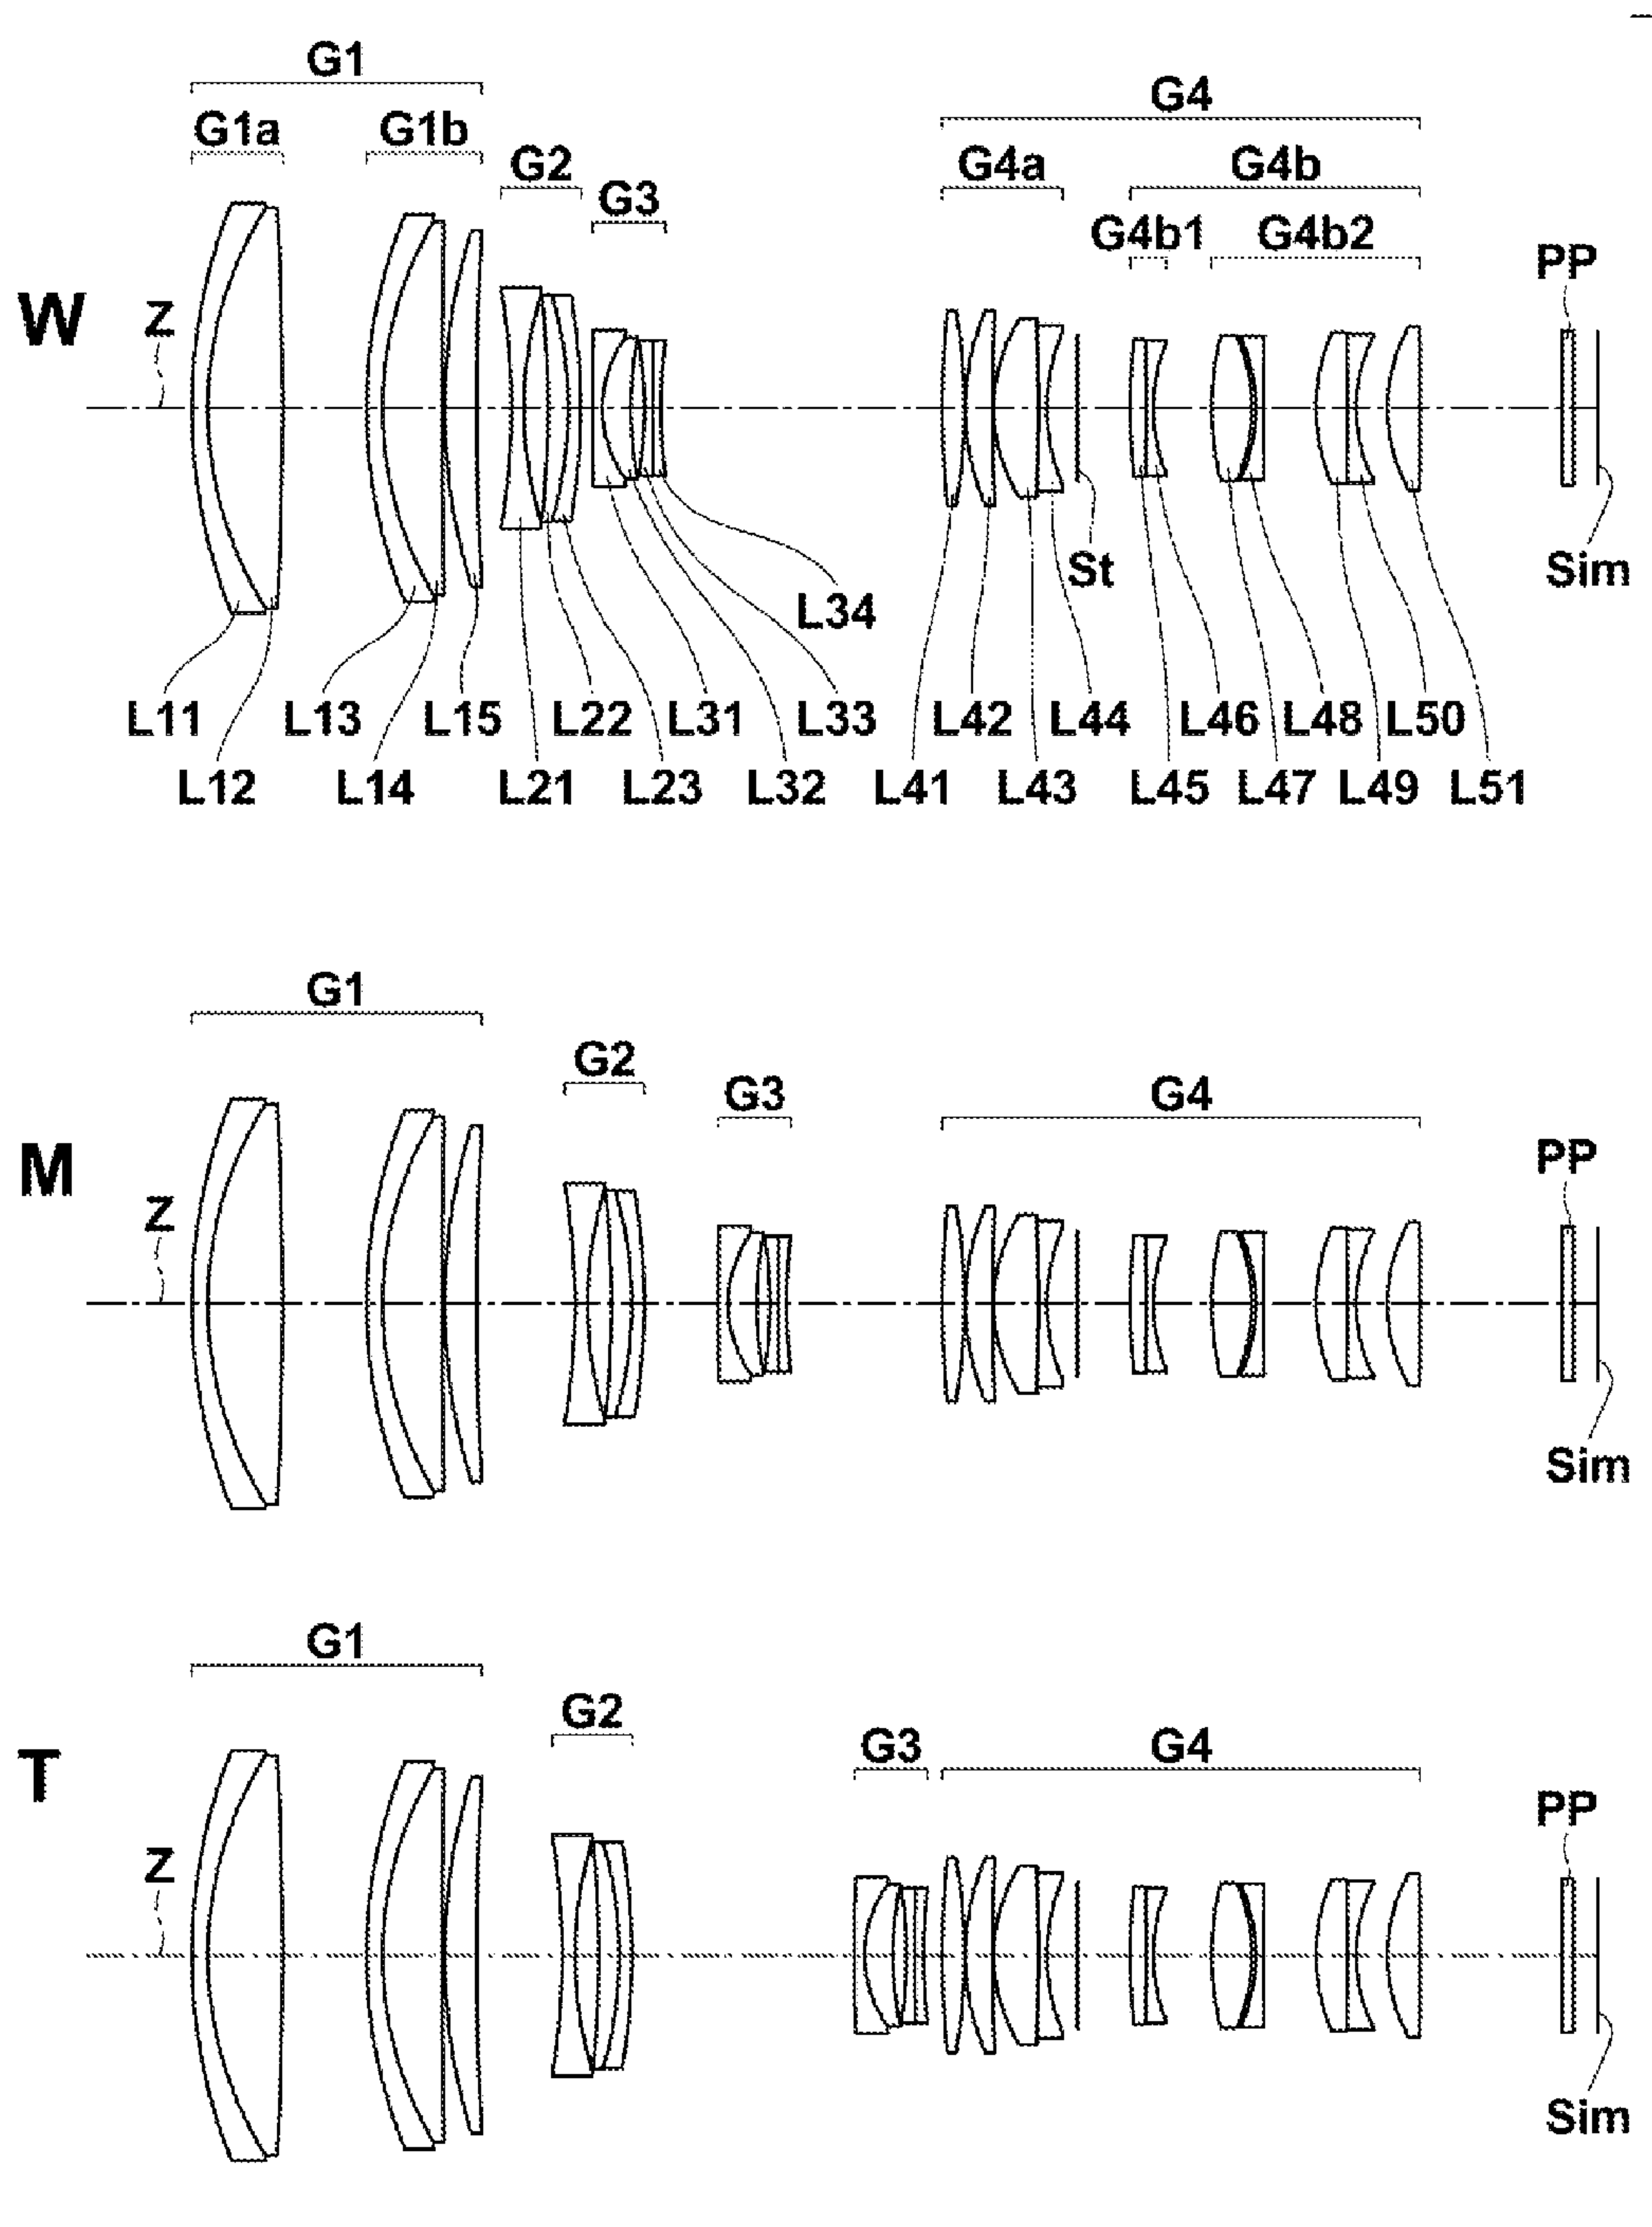 G1
G4
G1a G1b
G2
G4a G4b
G3
G4b1 G4b2
PP
W
Z
St
Sim
L34
L11 L13 L15 L22 L31 L33 L42 L44 L46 L48 L50
L12 L14 L21 L23 L32 L41 L43 L45 L47 L49 L51
G1
G2
G3 G4
PP
M
Z
Sim
G1
G2
G3 G4
T
PP
Z
Sim